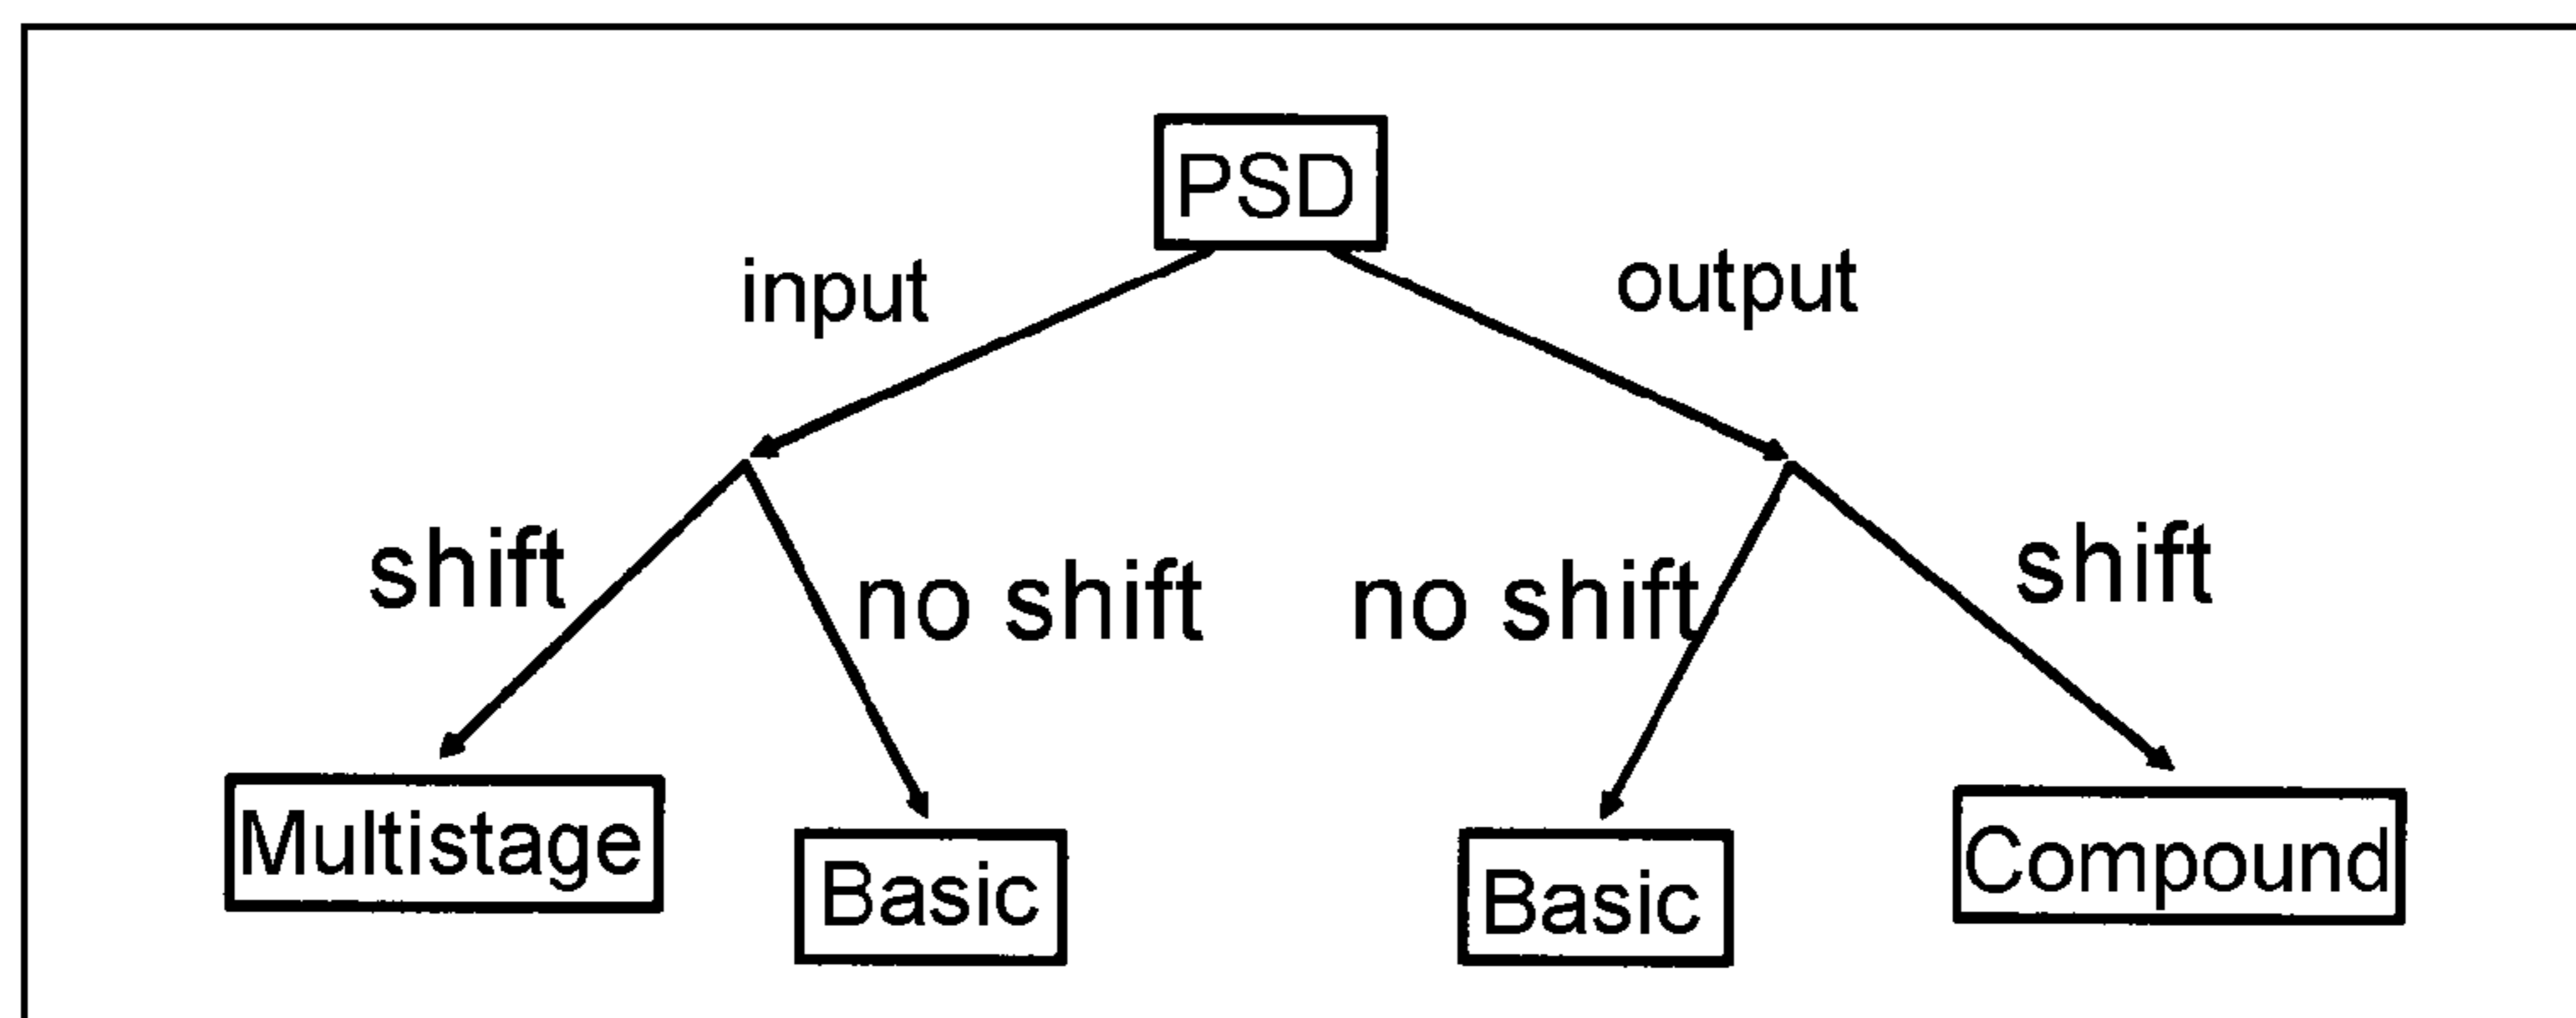 PSD
input
output
shift
no shift
no shift
shift
Multistage
Basic
Basic
Compound